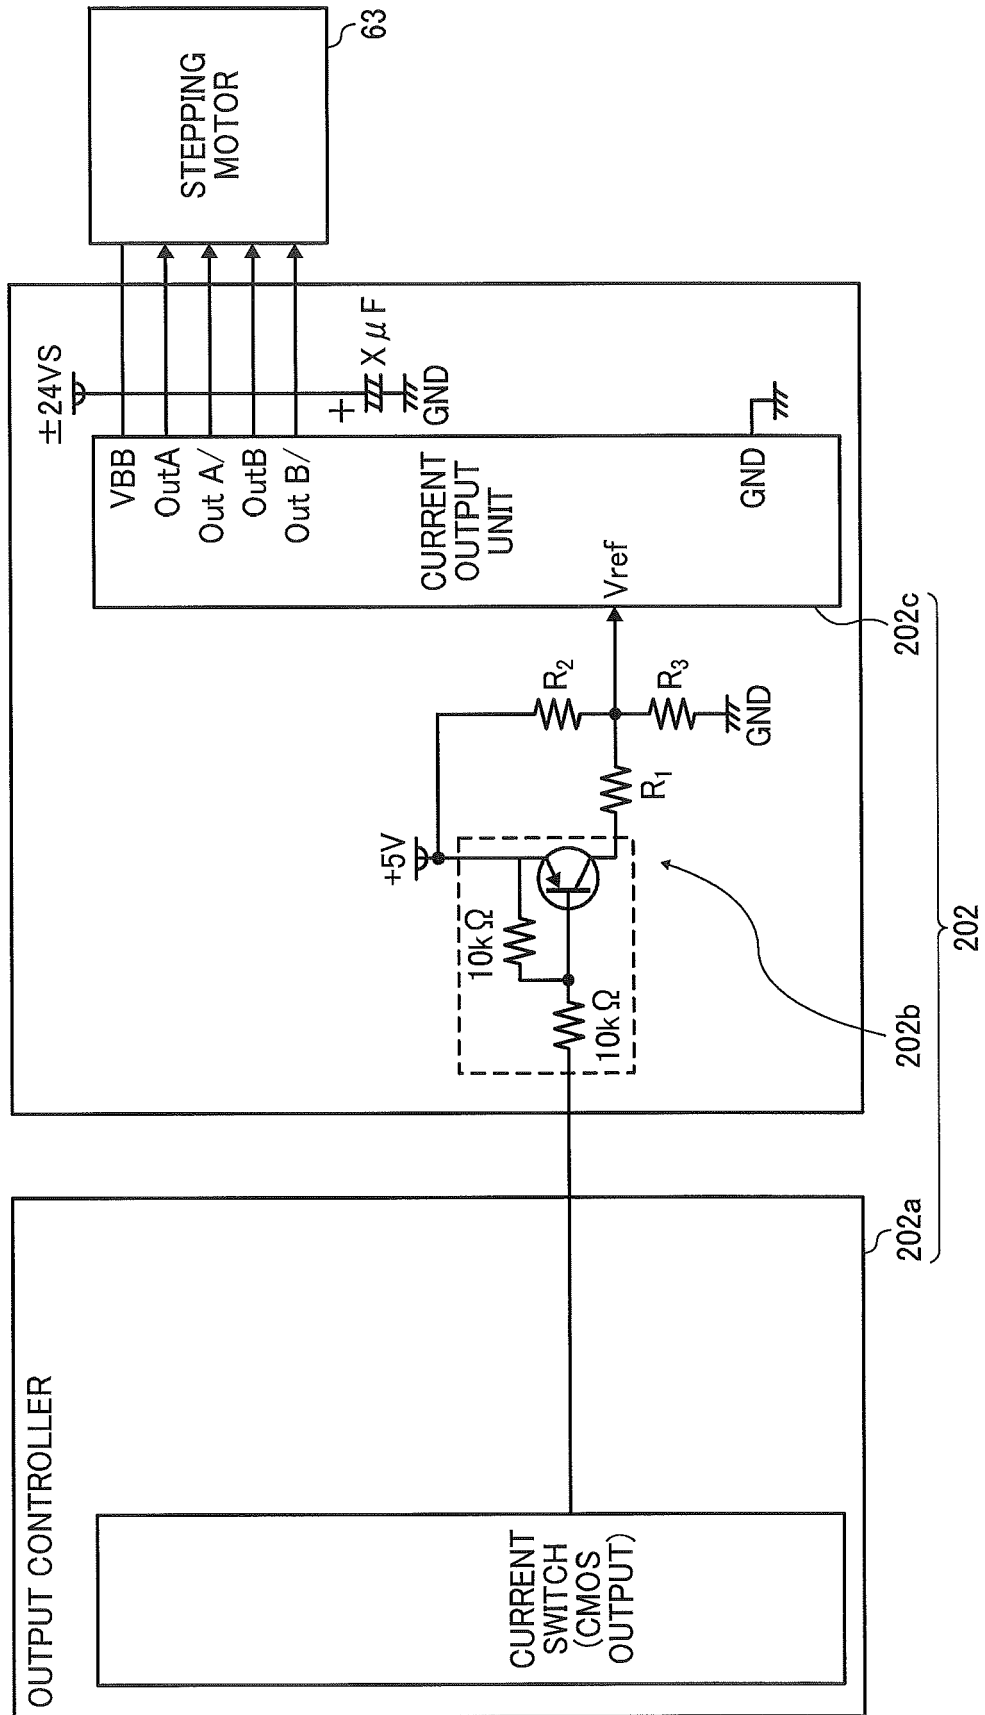 OUTPUT CONTROLLER
CURRENT
SWITCH
(CMOS
OUTPUT)
202a
10kΩ
10kΩ
+5V
202b
R1
R2
R3
GND
Vref
CURRENT
OUTPUT
UNIT
VBB
OutA
Out A/
OutB
Out B/
GND
202c
202
±24VS
+
XμF
GND
STEPPING
MOTOR
63